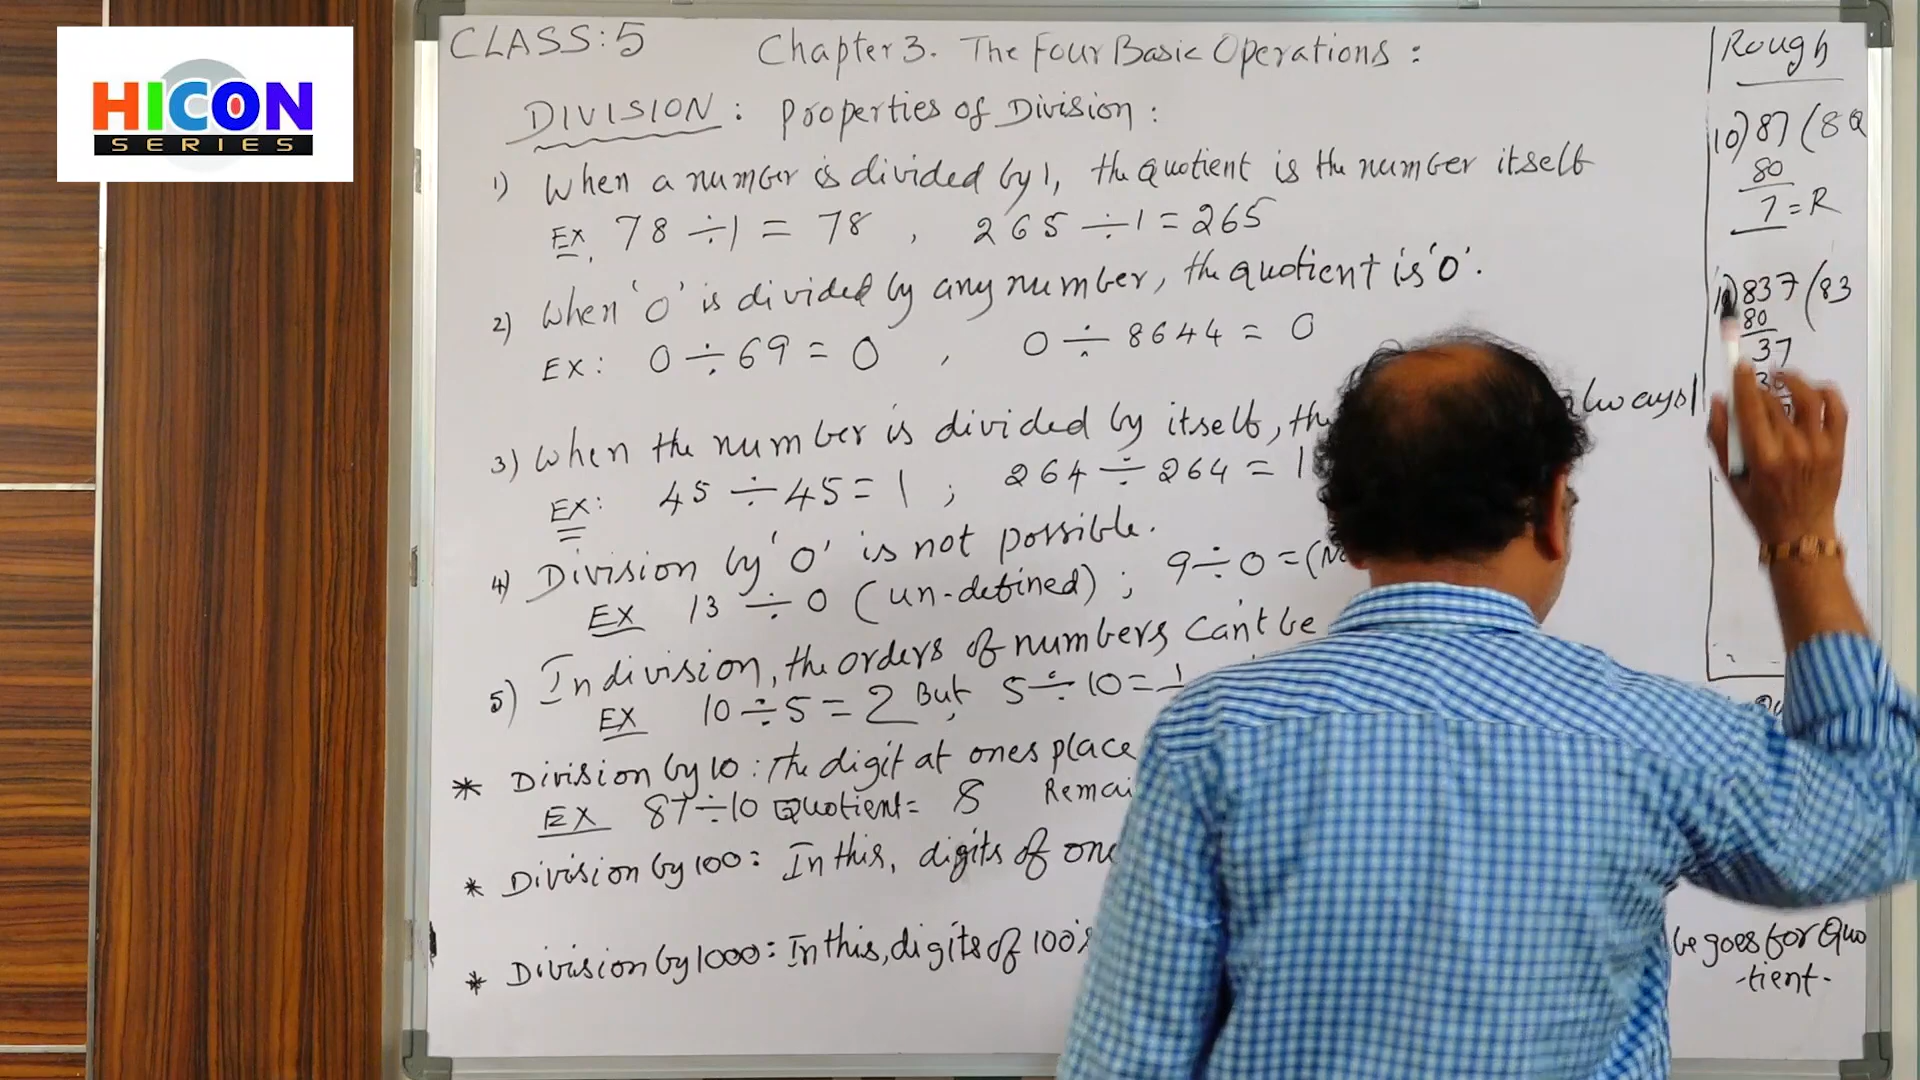 HICON
SERIES
CLASS: 5
Chapter 3. The Four Basic Operations :
DIVISION : Properties of Division :
1) When a number is divided by 1, the quotient is the number itself
EX. 78 ÷ 1 = 78 , 265 ÷ 1 = 265
2) When '0' is divided by any number, the quotient is '0'.
EX : 0 ÷ 69 = 0 , 0 ÷ 8644 = 0
3) When the number is divided by itself, the always 1
EX : 45 ÷ 45 = 1 ; 264 ÷ 264 = 1
4) Division by '0' is not possible.
EX 13 ÷ 0 (un-defined) ; 9 ÷ 0 = (
5) In division, the orders of numbers can't be
EX 10 ÷ 5 = 2 But, 5 ÷ 10 = 1
* Division by 10 : The digit at ones place
EX 87 ÷ 10 Quotient = 8 Remai
* Division by 100 : In this, digits of one
* Division by 1000 : In this, digits of 100's be goes for Quo
-tient.
Rough
10) 87 ( 8 Q
80
7 = R
837 ( 83
80
37